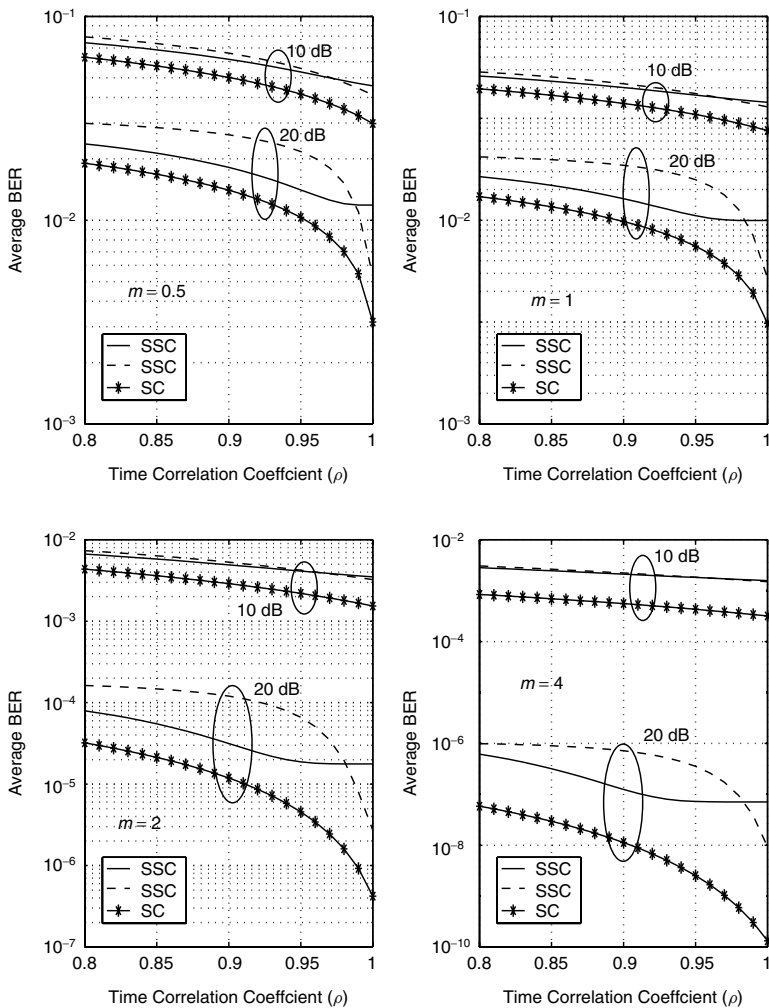 10⁻¹
10 dB
20 dB
10⁻²
Average BER
m = 0.5
SSC
SSC
SC
10⁻³
0.8 0.85 0.9 0.95 1
Time Correlation Coeffcient (ρ)
10⁻¹
10 dB
20 dB
10⁻²
Average BER
m = 1
SSC
SSC
SC
10⁻³
0.8 0.85 0.9 0.95 1
Time Correlation Coeffcient (ρ)
10⁻²
10 dB
10⁻³
20 dB
10⁻⁴
Average BER
10⁻⁵
m = 2
10⁻⁶
SSC
SSC
SC
10⁻⁷
0.8 0.85 0.9 0.95 1
Time Correlation Coeffcient (ρ)
10⁻²
10 dB
10⁻⁴
m = 4
Average BER
20 dB
10⁻⁶
10⁻⁸
SSC
SSC
SC
10⁻¹⁰
0.8 0.85 0.9 0.95 1
Time Correlation Coeffcient (ρ)